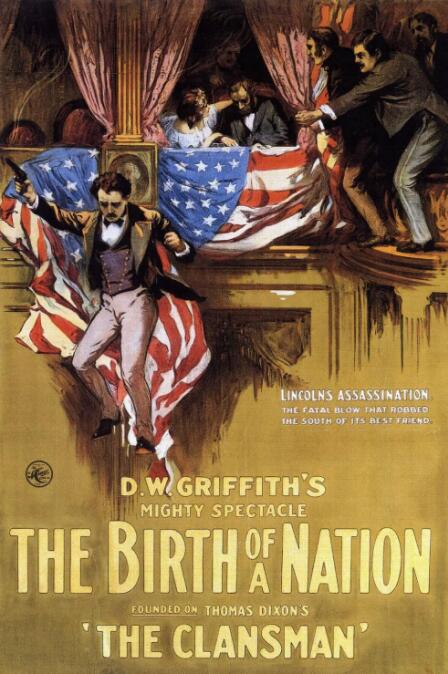 LINCOLN'S ASSASSINATION.
THE FATAL BLOW THAT ROBBED
THE SOUTH OF ITS BEST FRIEND.
D.W. GRIFFITH'S
MIGHTY SPECTACLE
THE BIRTH OF A NATION
FOUNDED ON THOMAS DIXON'S
'THE CLANSMAN'